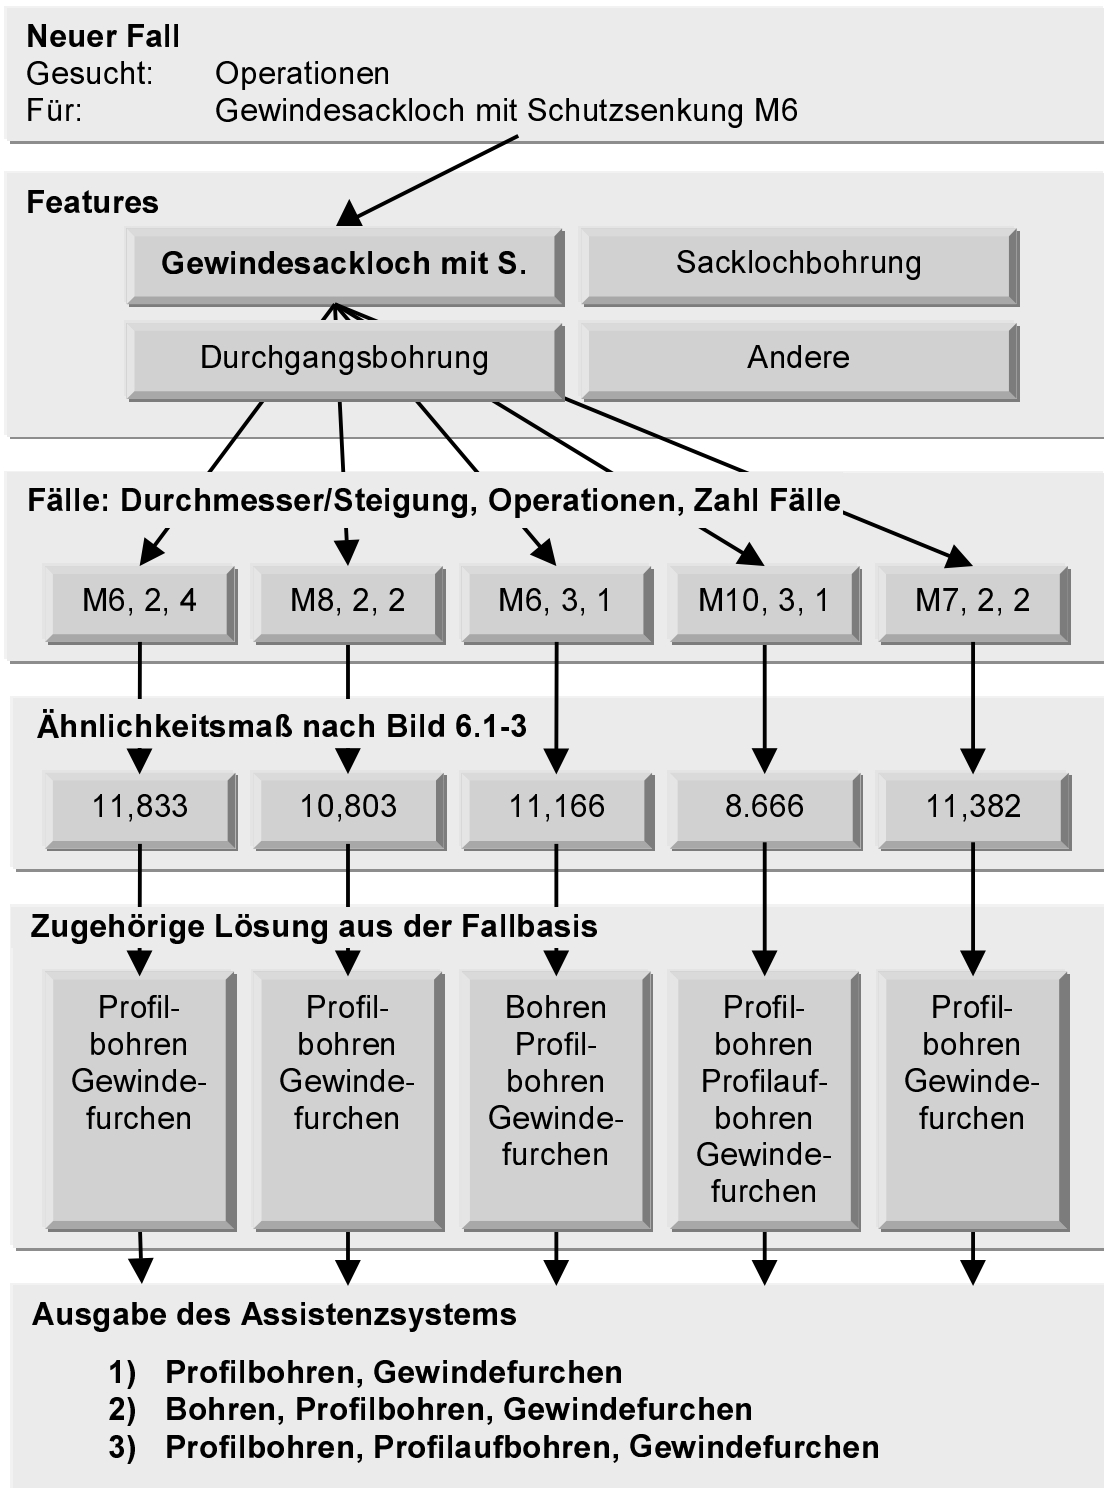 Neuer Fall
Gesucht: Operationen
Für: Gewindesackloch mit Schutzsenkung M6
Features
Gewindesackloch mit S.
Sacklochbohrung
Durchgangsbohrung
Andere
Fälle: Durchmesser/Steigung, Operationen, Zahl Fälle
M6, 2, 4
M8, 2, 2
M6, 3, 1
M10, 3, 1
M7, 2, 2
Ähnlichkeitsmaß nach Bild 6.1-3
11,833
10,803
11,166
8.666
11,382
Zugehörige Lösung aus der Fallbasis
Profil-
bohren
Gewinde-
furchen
Profil-
bohren
Gewinde-
furchen
Bohren
Profil-
bohren
Gewinde-
furchen
Profil-
bohren
Profilauf-
bohren
Gewinde-
furchen
Profil-
bohren
Gewinde-
furchen
Ausgabe des Assistenzsystems
1) Profilbohren, Gewindefurchen
2) Bohren, Profilbohren, Gewindefurchen
3) Profilbohren, Profilaufbohren, Gewindefurchen